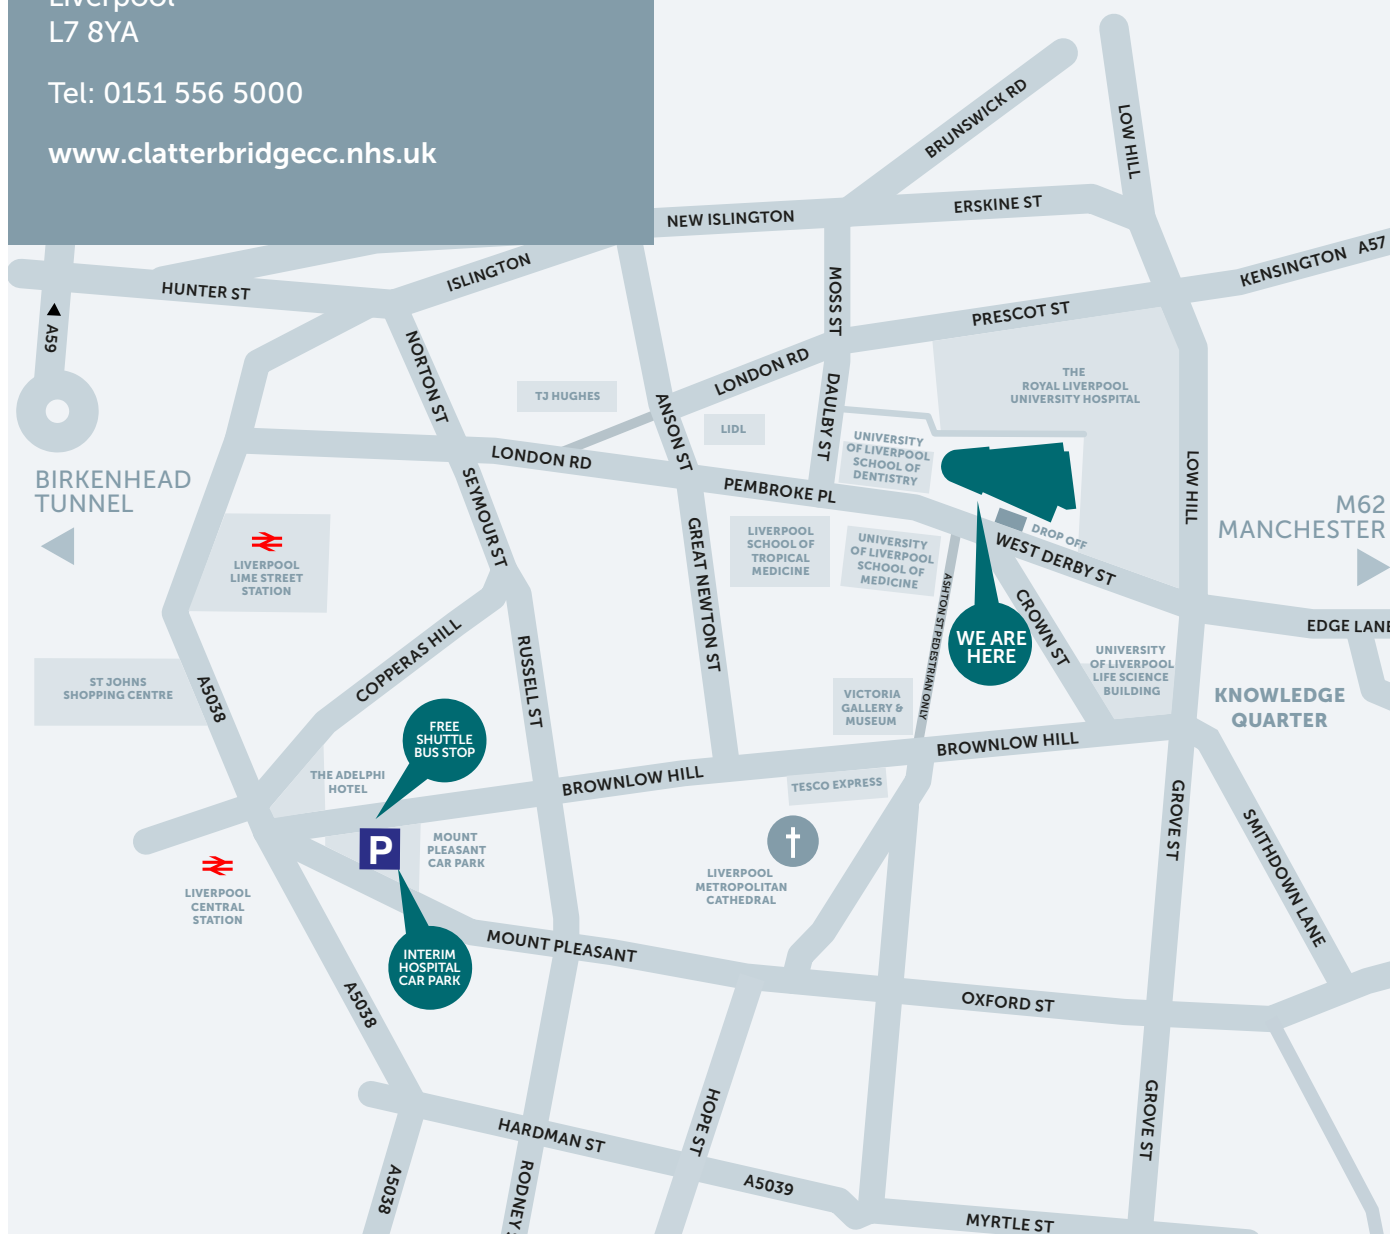 Liverpool
L7 8YA
Tel: 0151 556 5000
www.clatterbridgecc.nhs.uk
BRUNSWICK RD
LOW HILL
NEW ISLINGTON
ERSKINE ST
KENSINGTON A57
ISLINGTON
HUNTER ST
A59
MOSS ST
PRESCOT ST
NORTON ST
LONDON RD
THE
ROYAL LIVERPOOL
UNIVERSITY HOSPITAL
TJ HUGHES
ANSON ST
LIDL
DAULBY ST
UNIVERSITY
OF LIVERPOOL
SCHOOL OF
DENTISTRY
LONDON RD
PEMBROKE PL
BIRKENHEAD
TUNNEL
SEYMOUR ST
LOW HILL
M62
MANCHESTER
LIVERPOOL
LIME STREET
STATION
GREAT NEWTON ST
LIVERPOOL
SCHOOL OF
TROPICAL
MEDICINE
UNIVERSITY
OF LIVERPOOL
SCHOOL OF
MEDICINE
DROP OFF
WEST DERBY ST
ASHTON ST PEDESTRIAN ONLY
CROWN ST
WE ARE
HERE
EDGE LANE
COPPERAS HILL
RUSSELL ST
UNIVERSITY
OF LIVERPOOL
LIFE SCIENCE
BUILDING
KNOWLEDGE
QUARTER
ST JOHNS
SHOPPING CENTRE
A5038
VICTORIA
GALLERY &
MUSEUM
FREE
SHUTTLE
BUS STOP
BROWNLOW HILL
THE ADELPHI
HOTEL
BROWNLOW HILL
TESCO EXPRESS
P
MOUNT
PLEASANT
CAR PARK
GROVE ST
SMITHDOWN LANE
LIVERPOOL
CENTRAL
STATION
LIVERPOOL
METROPOLITAN
CATHEDRAL
INTERIM
HOSPITAL
CAR PARK
MOUNT PLEASANT
A5038
OXFORD ST
HOPE ST
GROVE ST
HARDMAN ST
A5038
RODNEY
A5039
MYRTLE ST